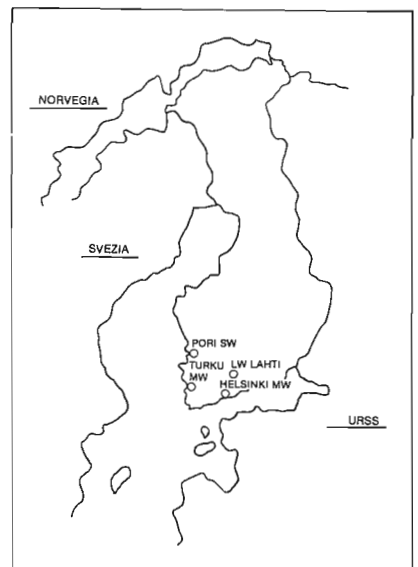 NORVEGIA
SVEZIA
PORI SW
TURKU
MW
LW LAHTI
HELSINKI MW
URSS